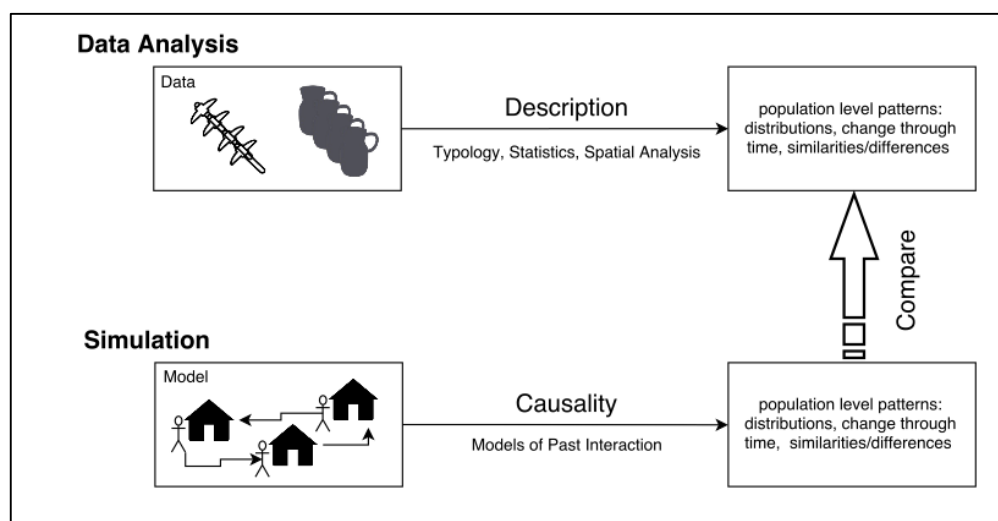 Data Analysis
Data
Description
Typology, Statistics, Spatial Analysis
population level patterns:
distributions, change through
time, similarities/differences
Compare
Simulation
Model
Causality
Models of Past Interaction
population level patterns:
distributions, change through
time, similarities/differences